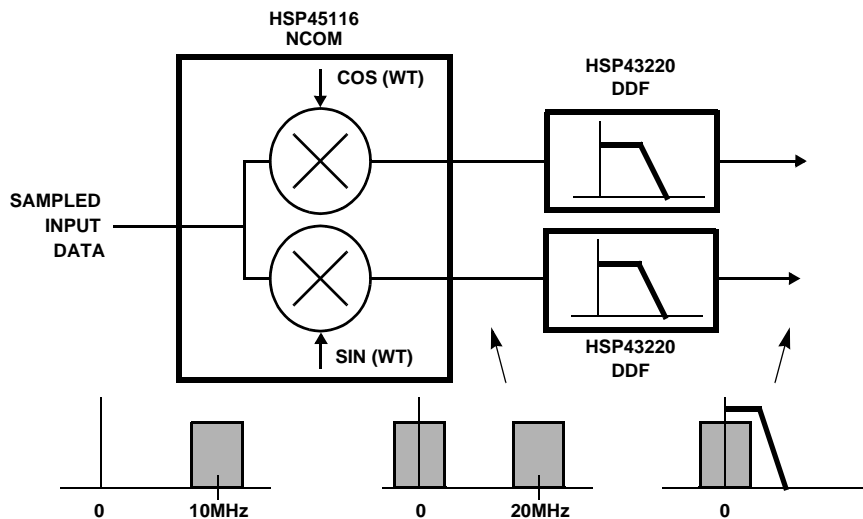 HSP45116
NCOM
COS (WT)
HSP43220
DDF
SAMPLED
INPUT
DATA
SIN (WT)
HSP43220
DDF
0
10MHz
0
20MHz
0